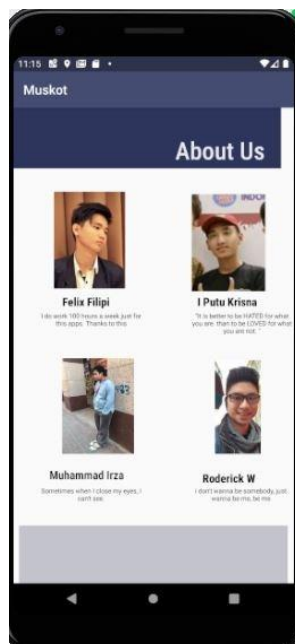 11:15
Muskot
About Us
Felix Filipi
I do work 100 hours a week just for
this apps. Thanks to this
I Putu Krisna
"It is better to be HATED for what
you are. than to be LOVED for what
you are not. "
Muhammad Irza
Sometimes when I close my eyes, I
can't see.
Roderick W
I don't wanna be somebody, just
wanna be me, be me